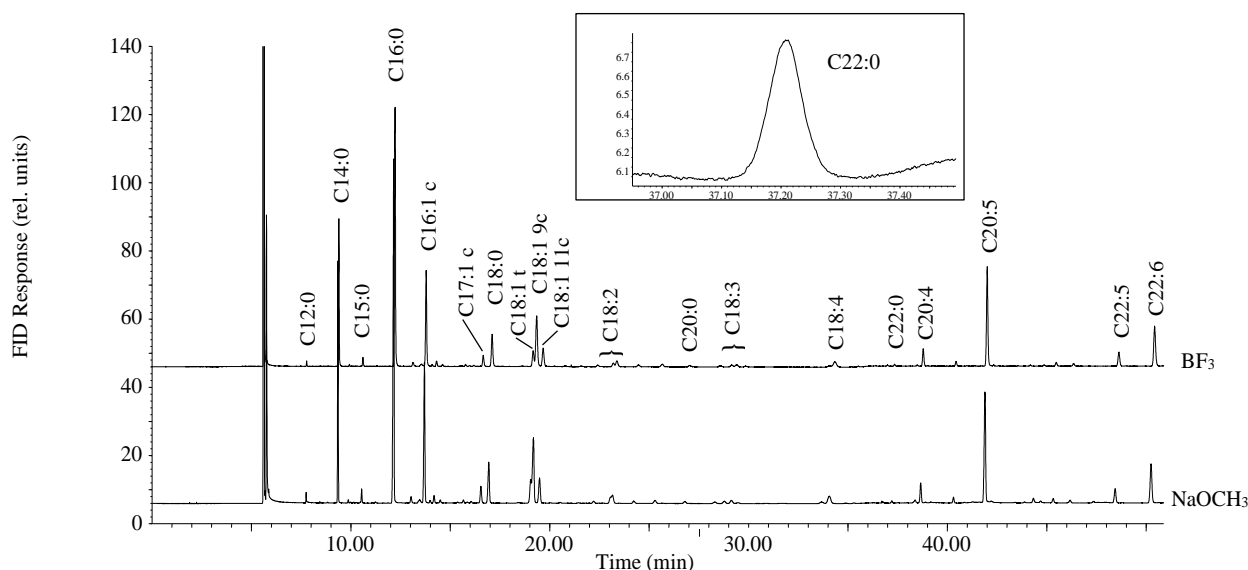 C22:0
6.7
6.6
6.4
6.3
6.2
6.1
37.00 37.10 37.20 37.30 37.40
FID Response (rel. units)
140
120
100
80
60
40
20
0
C12:0
C14:0
C15:0
C16:0
C16:1 c
C17:1 c
C18:0
C18:1 t
C18:1 9c
C18:1 11c
C18:2
C20:0
C18:3
C18:4
C22:0
C20:4
C20:5
C22:5
C22:6
BF3
NaOCH3
10.00 20.00 30.00 40.00
Time (min)